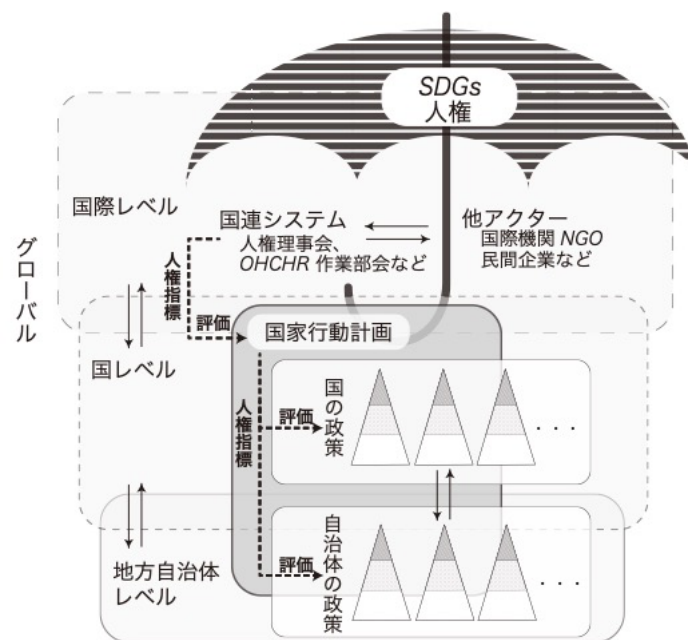 SDGs
人権
国際レベル
国連システム
人権理事会、
OHCHR 作業部会など
他アクター
国際機関 NGO
民間企業など
グローバル
人権指標
評価
国家行動計画
国レベル
人権指標
評価
国の政策
・・・
地方自治体
レベル
評価
自治体の政策
・・・